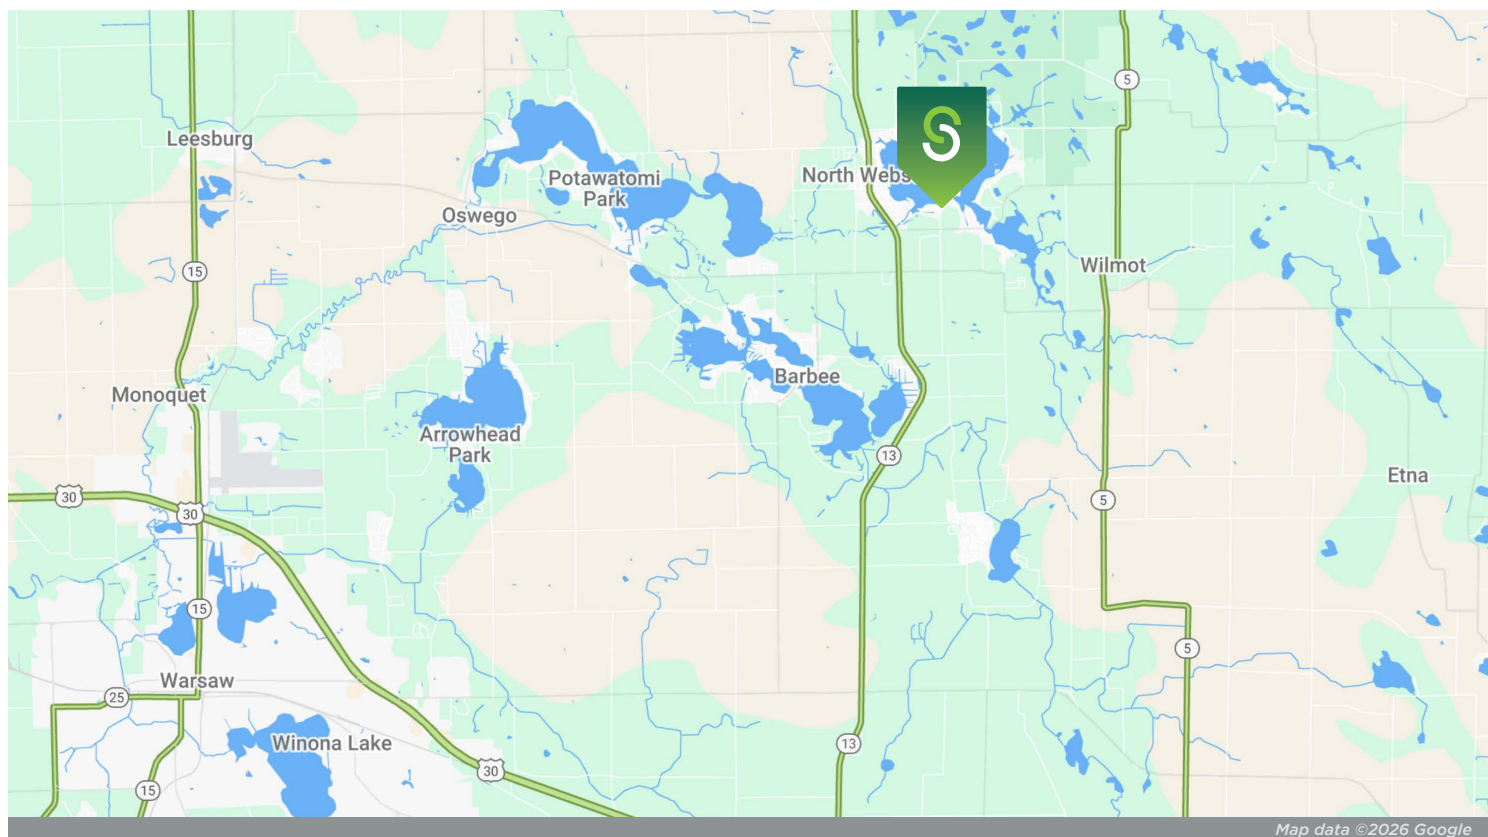 5
Leesburg
Potawatomi
Park
North Webs
Oswego
15
Wilmot
Barbee
Monoquet
Arrowhead
Park
13
Etna
30
30
5
15
5
Warsaw
25
Winona Lake
13
30
15
Map data ©2026 Google